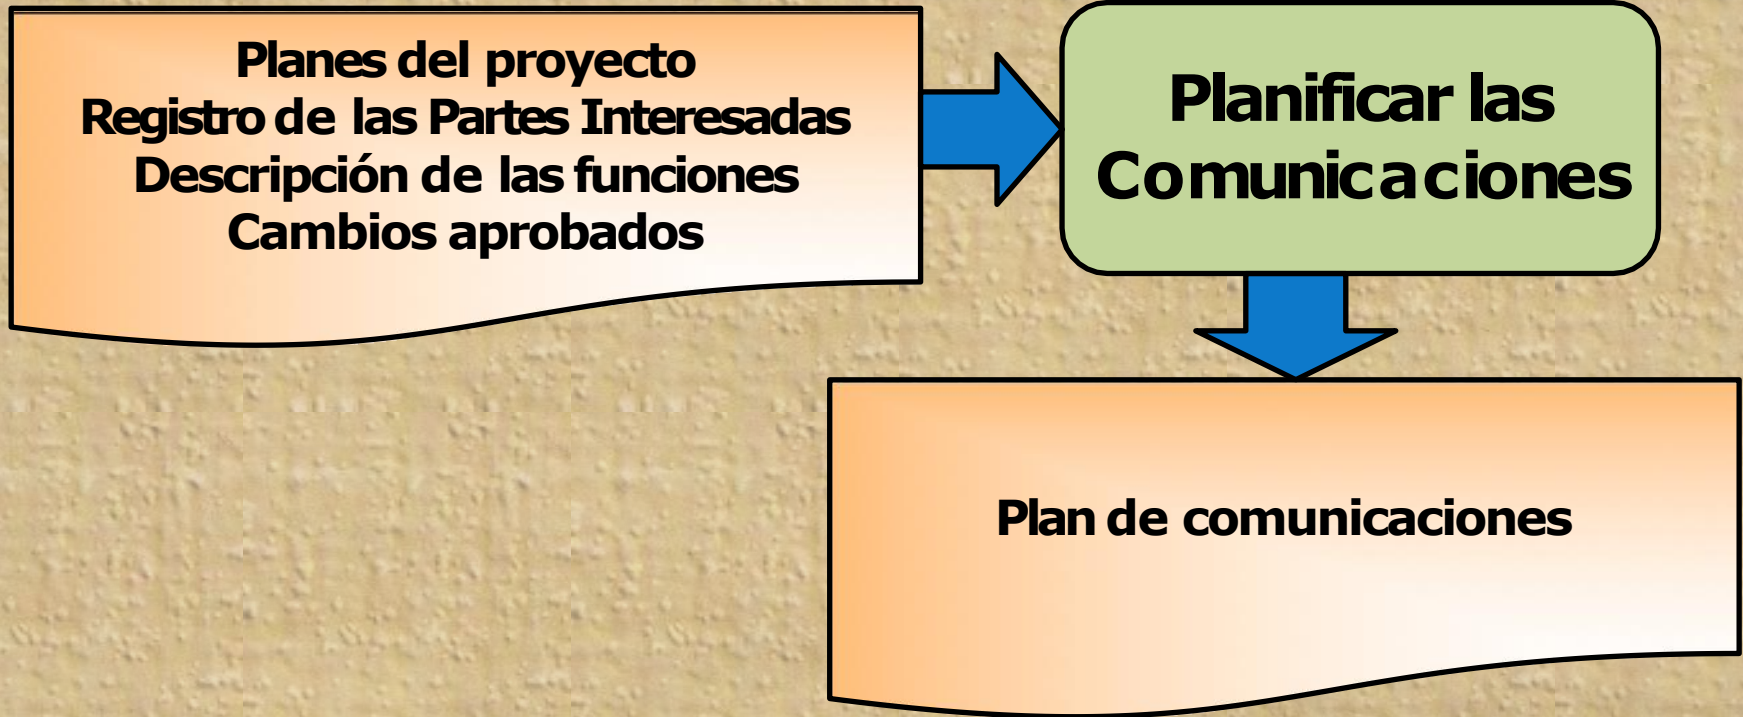 Planes del proyecto
Registro de las Partes Interesadas
Descripción de las funciones
Cambios aprobados
Planificar las
Comunicaciones
Plan de comunicaciones